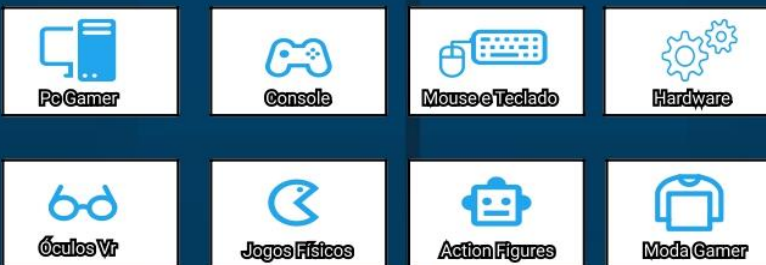 Pc Gamer
Console
Mouse e Teclado
Hardware
Óculos Vr
Jogos Físicos
Action Figures
Moda Gamer